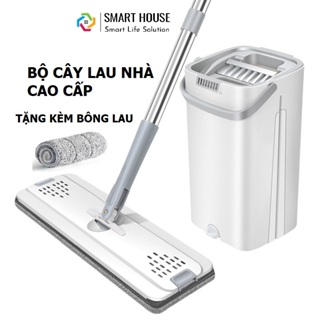 SMART HOUSE
Smart Life Solution
BỘ CÂY LAU NHÀ
CAO CẤP
TẶNG KÈM BÔNG LAU